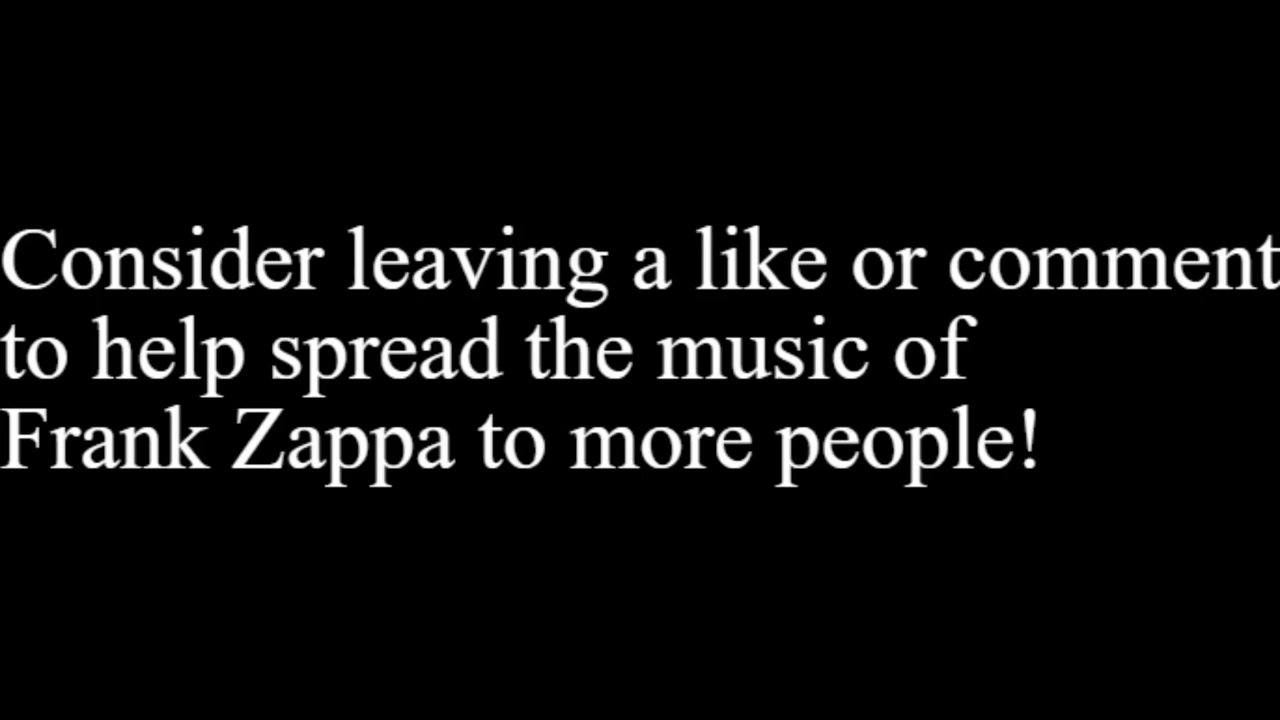 Consider leaving a like or comment
to help spread the music of
Frank Zappa to more people!